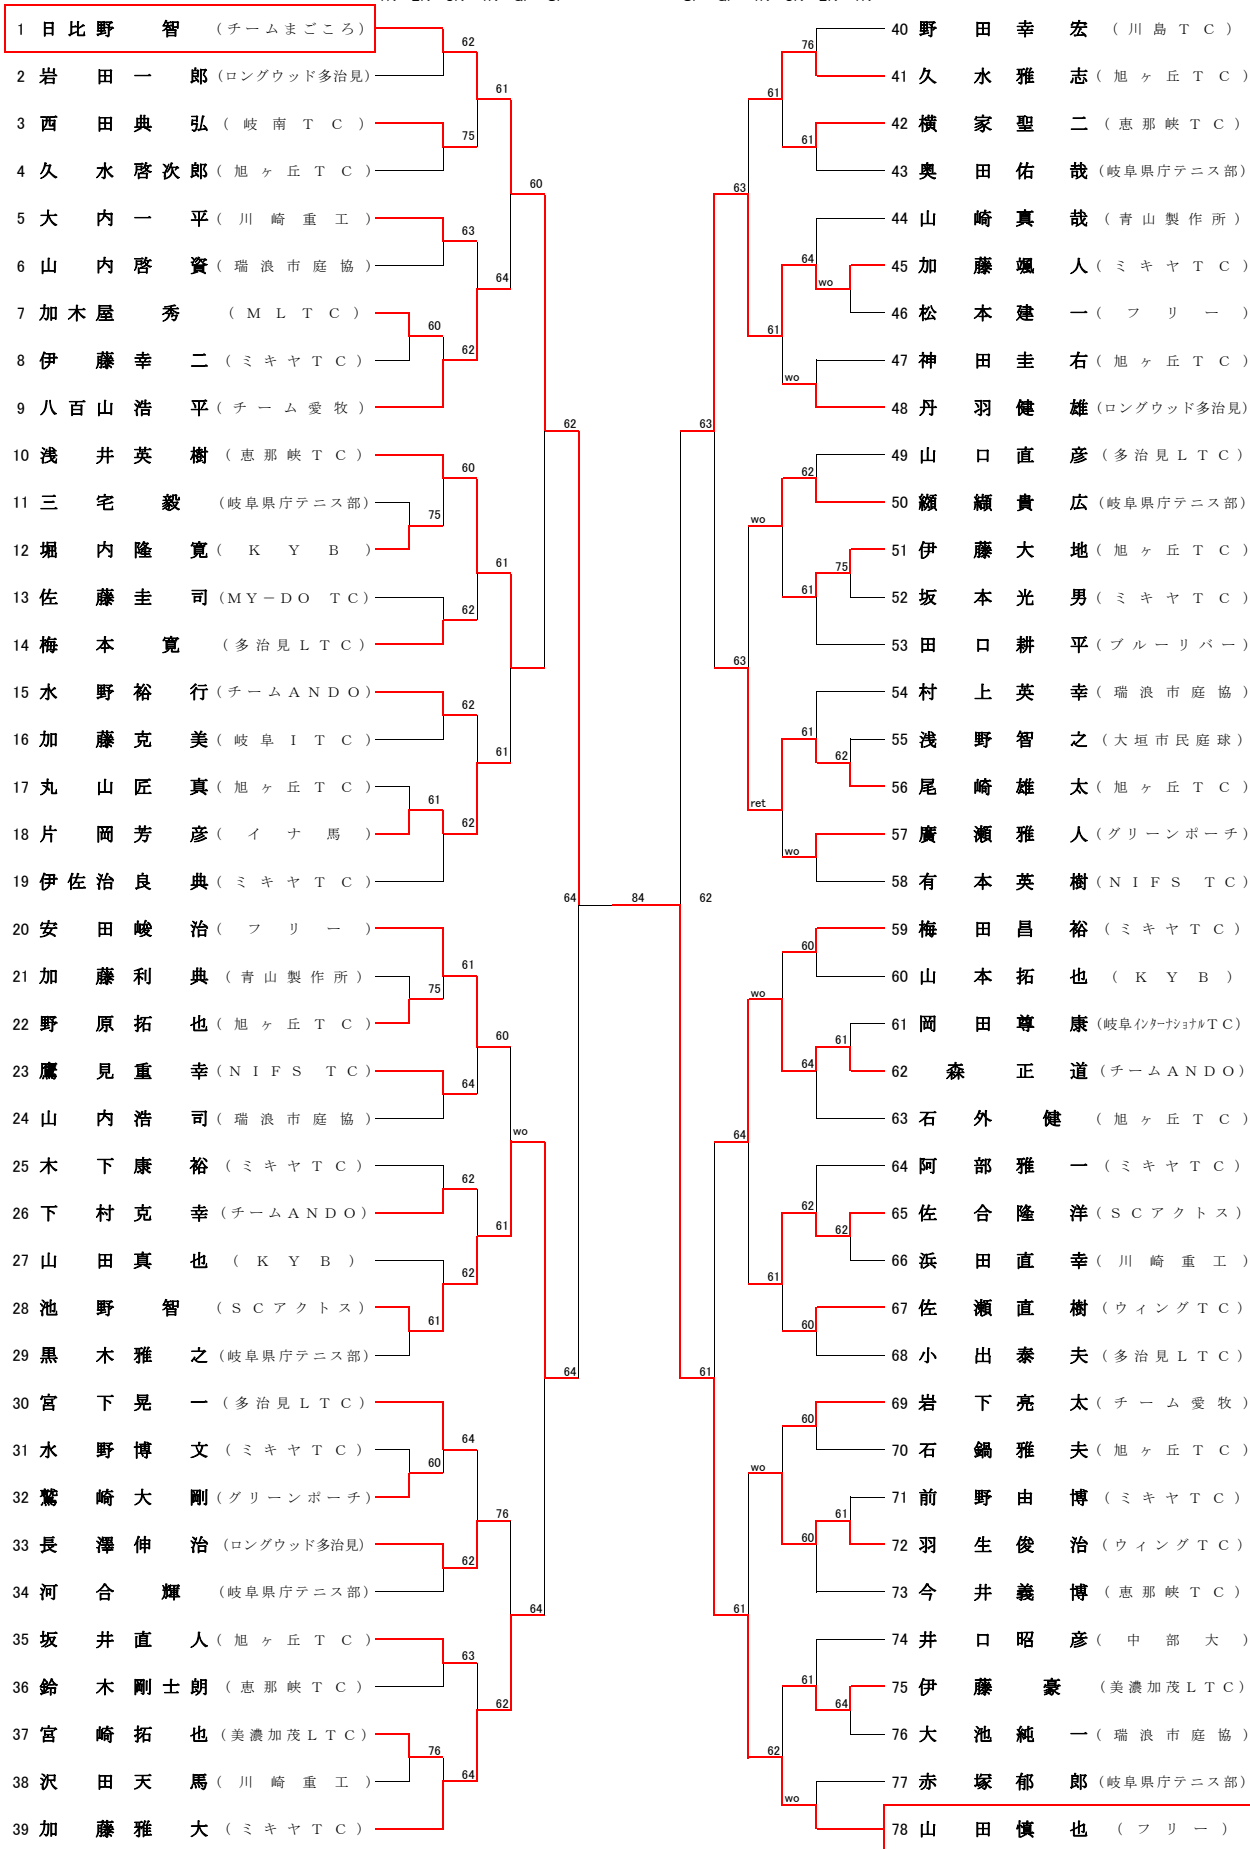 1 日比野 智 (チームまごころ)
2 岩田一郎 (ロングウッド多治見)
3 西田典弘 (岐南TC)
4 久水啓次郎 (旭ヶ丘TC)
5 大内一平 (川崎重工)
6 山内啓資 (瑞浪市庭協)
7 加木屋 秀 (MLTC)
8 伊藤幸二 (ミキヤTC)
9 八百山浩平 (チーム愛牧)
10 浅井英樹 (恵那峡TC)
11 三宅 毅 (岐阜県庁テニス部)
12 堀内隆寛 (KYB)
13 佐藤圭司 (MY-DO TC)
14 梅本 寛 (多治見LTC)
15 水野裕行 (チームANDO)
16 加藤克美 (岐阜ITC)
17 丸山匠真 (旭ヶ丘TC)
18 片岡芳彦 (イナ馬)
19 伊佐治良典 (ミキヤTC)
20 安田峻治 (フリー)
21 加藤利典 (青山製作所)
22 野原拓也 (旭ヶ丘TC)
23 鷹見重幸 (NIFS TC)
24 山内浩司 (瑞浪市庭協)
25 木下康裕 (ミキヤTC)
26 下村克幸 (チームANDO)
27 山田真也 (KYB)
28 池野 智 (SCアクトス)
29 黒木雅之 (岐阜県庁テニス部)
30 宮下晃一 (多治見LTC)
31 水野博文 (ミキヤTC)
32 鷲崎大剛 (グリーンポーチ)
33 長澤伸治 (ロングウッド多治見)
34 河合 輝 (岐阜県庁テニス部)
35 坂井直人 (旭ヶ丘TC)
36 鈴木剛士朗 (恵那峡TC)
37 宮崎拓也 (美濃加茂LTC)
38 沢田天馬 (川崎重工)
39 加藤雅大 (ミキヤTC)
62
75
63
60
62
60
75
62
62
61
62
61
75
64
62
62
61
64
60
62
63
76
64
61
64
61
61
60
61
76
62
60
wo
64
62
64
64
84
62
40 野田幸宏 (川島TC)
41 久水雅志 (旭ヶ丘TC)
42 横家聖二 (恵那峡TC)
43 奥田佑哉 (岐阜県庁テニス部)
44 山崎真哉 (青山製作所)
45 加藤颯人 (ミキヤTC)
46 松本建一 (フリー)
47 神田圭右 (旭ヶ丘TC)
48 丹羽健雄 (ロングウッド多治見)
49 山口直彦 (多治見LTC)
50 纐纈貴広 (岐阜県庁テニス部)
51 伊藤大地 (旭ヶ丘TC)
52 坂本光男 (ミキヤTC)
53 田口耕平 (ブルーリバー)
54 村上英幸 (瑞浪市庭協)
55 浅野智之 (大垣市民庭球)
56 尾崎雄太 (旭ヶ丘TC)
57 廣瀬雅人 (グリーンポーチ)
58 有本英樹 (NIFS TC)
59 梅田昌裕 (ミキヤTC)
60 山本拓也 (KYB)
61 岡田尊康 (岐阜インターナショナルTC)
62 森 正道 (チームANDO)
63 石外 健 (旭ヶ丘TC)
64 阿部雅一 (ミキヤTC)
65 佐合隆洋 (SCアクトス)
66 浜田直幸 (川崎重工)
67 佐瀬直樹 (ウィングTC)
68 小出泰夫 (多治見LTC)
69 岩下亮太 (チーム愛牧)
70 石鍋雅夫 (旭ヶ丘TC)
71 前野由博 (ミキヤTC)
72 羽生俊治 (ウィングTC)
73 今井義博 (恵那峡TC)
74 井口昭彦 (中部大)
75 伊藤 豪 (美濃加茂LTC)
76 大池純一 (瑞浪市庭協)
77 赤塚郁郎 (岐阜県庁テニス部)
78 山田慎也 (フリー)
76
61
61
64
wo
61
wo
62
wo
75
61
61
62
ret
wo
60
wo
61
64
62
62
61
60
60
wo
61
60
61
64
62
wo
63
63
63
64
61
61